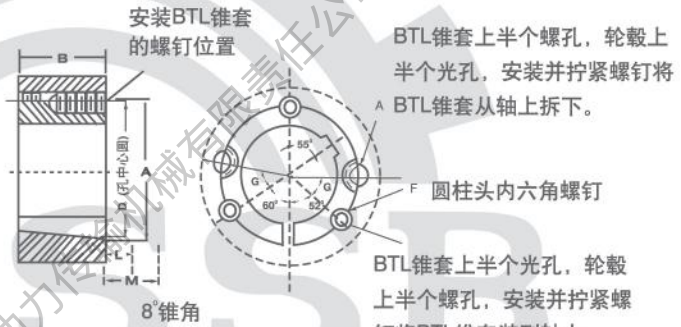 安装BTL锥套
的螺钉位置
B
D (孔中心圆)
A
L
M
8°锥角
55°
G
G
60°
52°
A
F
BTL锥套上半个螺孔，轮毂上
半个光孔，安装并拧紧螺钉将
BTL锥套从轴上拆下。
圆柱头内六角螺钉
BTL锥套上半个光孔，轮毂
上半个螺孔，安装并拧紧螺
SSB